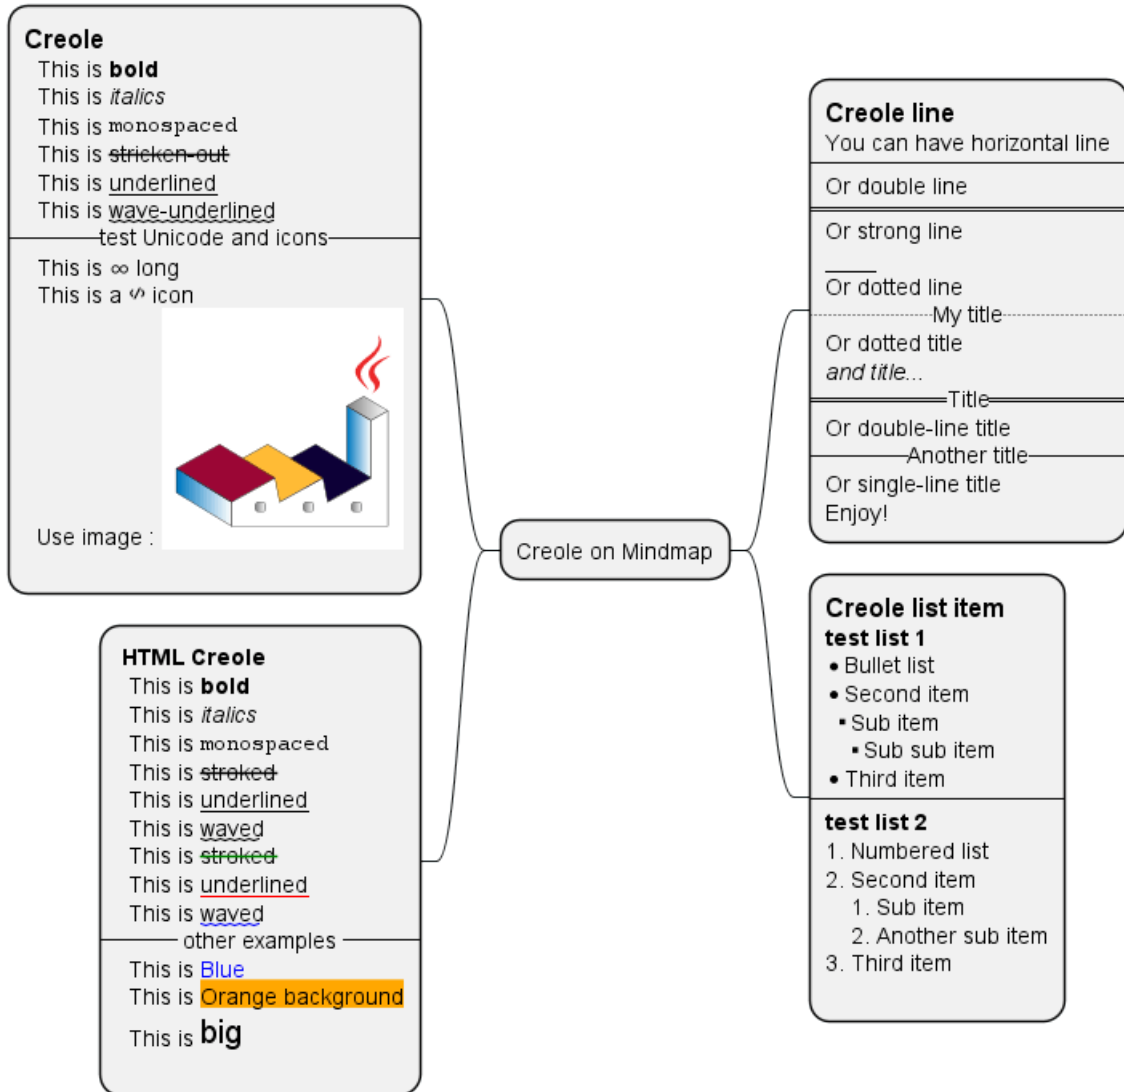 Creole
This is bold
This is italics
This is monospaced
This is stricken-out
This is underlined
This is wave-underlined
test Unicode and icons
This is ∞ long
This is a icon
Use image :
HTML Creole
This is bold
This is italics
This is monospaced
This is stroked
This is underlined
This is waved
This is stroked
This is underlined
This is waved
other examples
This is Blue
This is Orange background
This is big
Creole on Mindmap
Creole line
You can have horizontal line
Or double line
Or strong line
____
Or dotted line
My title
Or dotted title
and title...
Title
Or double-line title
Another title
Or single-line title
Enjoy!
Creole list item
test list 1
• Bullet list
• Second item
▪ Sub item
▪ Sub sub item
• Third item
test list 2
1. Numbered list
2. Second item
1. Sub item
2. Another sub item
3. Third item